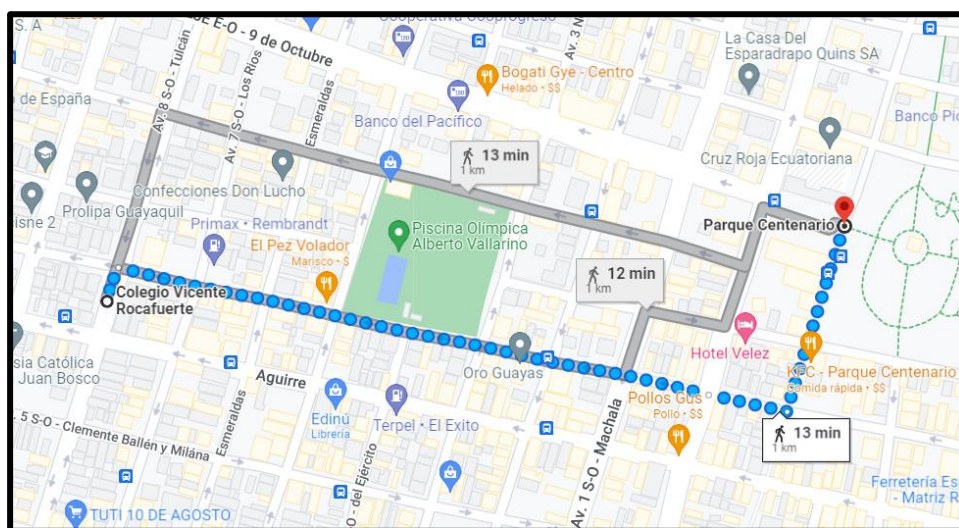 S. A
E-O - 9 de Octubre
Cooperativa Cooprogreso
Av. 3 N
La Casa Del
Esparadrapo Quins SA
Bogati Gye - Centro
Helado • $$
Banco del Pacífico
Av. 8 S-O - Tulcán
Av. 7 S-O - Los Rios
Esmeraldas
o de España
13 min
1 km
Cruz Roja Ecuatoriana
Banco Pic
Confecciones Don Lucho
Prolipa Guayaquil
isne 2
Primax • Rembrandt
Piscina Olímpica
Alberto Vallarino
Parque Centenario
El Pez Volador
Marisco • $
12 min
1 km
Colegio Vicente
Rocafuerte
Hotel Velez
sia Católica
Juan Bosco
Oro Guayas
KFC - Parque Centenario
Comida rápida • $$
Aguirre
Esmeraldas
Edinú
Librería
Terpel • El Exito
Pollos Gus
Pollo • $$
13 min
1 km
. 5 S-O - Clemente Ballén y Milána
O - del Ejército
Av. 1 S-O - Machala
Ferretería Es
- Matriz R
TUTI 10 DE AGOSTO